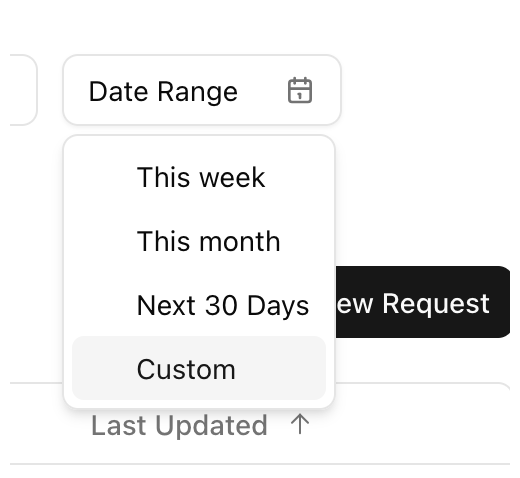 Date Range
This week
This month
Next 30 Days
ew Request
Custom
Last Updated ↑